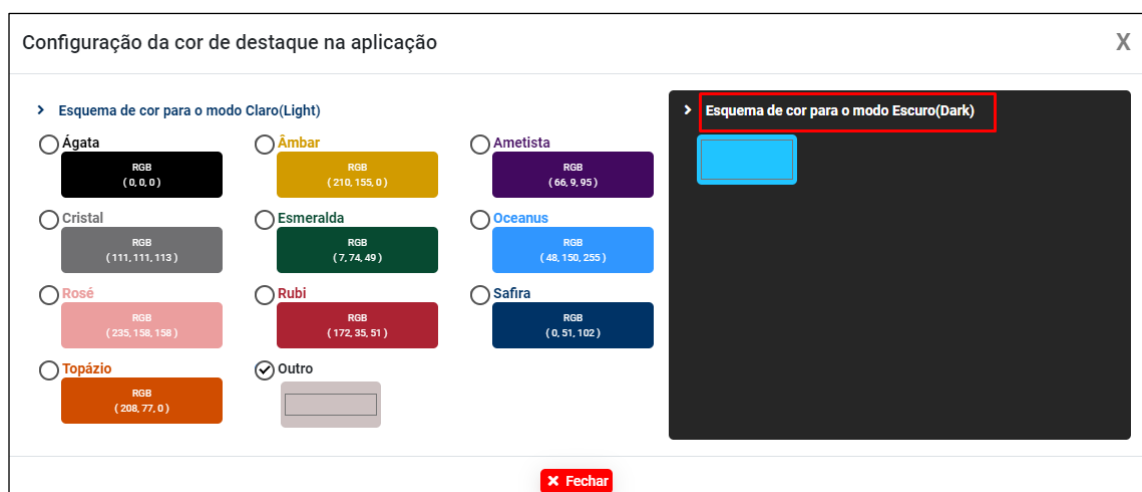 Configuração da cor de destaque na aplicação
X
Esquema de cor para o modo Claro(Light)
Ágata
RGB
( 0, 0, 0 )
Âmbar
RGB
( 210, 155, 0 )
Ametista
RGB
( 66, 9, 95 )
Cristal
RGB
( 111, 111, 113 )
Esmeralda
RGB
( 7, 74, 49 )
Oceanus
RGB
( 48, 150, 255 )
Rosé
RGB
( 235, 158, 158 )
Rubi
RGB
( 172, 35, 51 )
Safira
RGB
( 0, 51, 102 )
Topázio
RGB
( 208, 77, 0 )
Outro
Esquema de cor para o modo Escuro(Dark)
Fechar